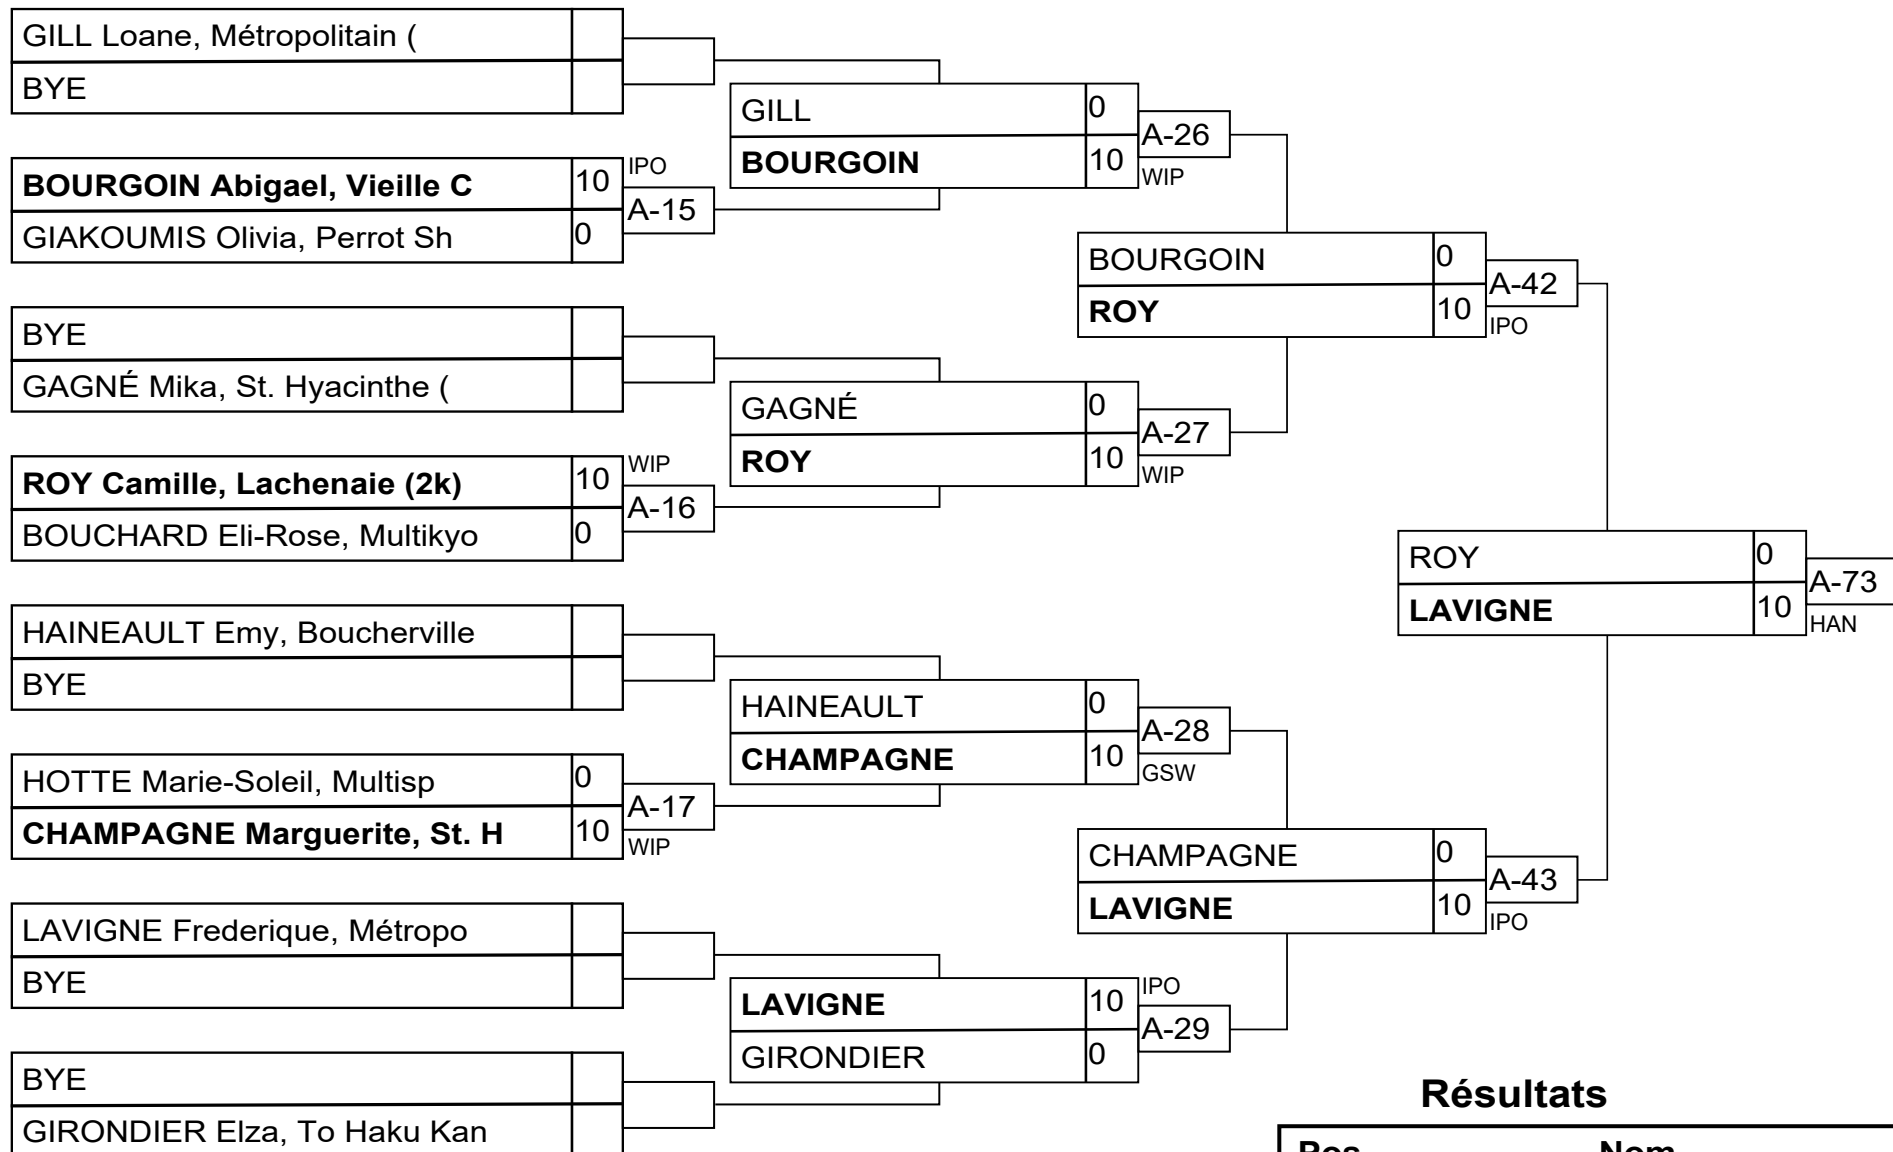 GILL Loane, Métropolitain (
BYE
BOURGOIN Abigael, Vieille C 10 IPO
A-15
GIAKOUMIS Olivia, Perrot Sh 0
BYE
GAGNÉ Mika, St. Hyacinthe (
ROY Camille, Lachenaie (2k) 10 WIP
A-16
BOUCHARD Eli-Rose, Multikyo 0
HAINEAULT Emy, Boucherville
BYE
HOTTE Marie-Soleil, Multisp 0
A-17
CHAMPAGNE Marguerite, St. H 10 WIP
LAVIGNE Frederique, Métropo
BYE
BYE
GIRONDIER Elza, To Haku Kan
GILL 0
A-26
BOURGOIN 10 WIP
GAGNÉ 0
A-27
ROY 10 WIP
HAINEAULT 0
A-28
CHAMPAGNE 10 GSW
LAVIGNE 10 IPO
A-29
GIRONDIER 0
BOURGOIN 0
A-42
ROY 10 IPO
CHAMPAGNE 0
A-43
LAVIGNE 10 IPO
ROY 0
A-73
LAVIGNE 10 HAN
Résultats
Pos Nom